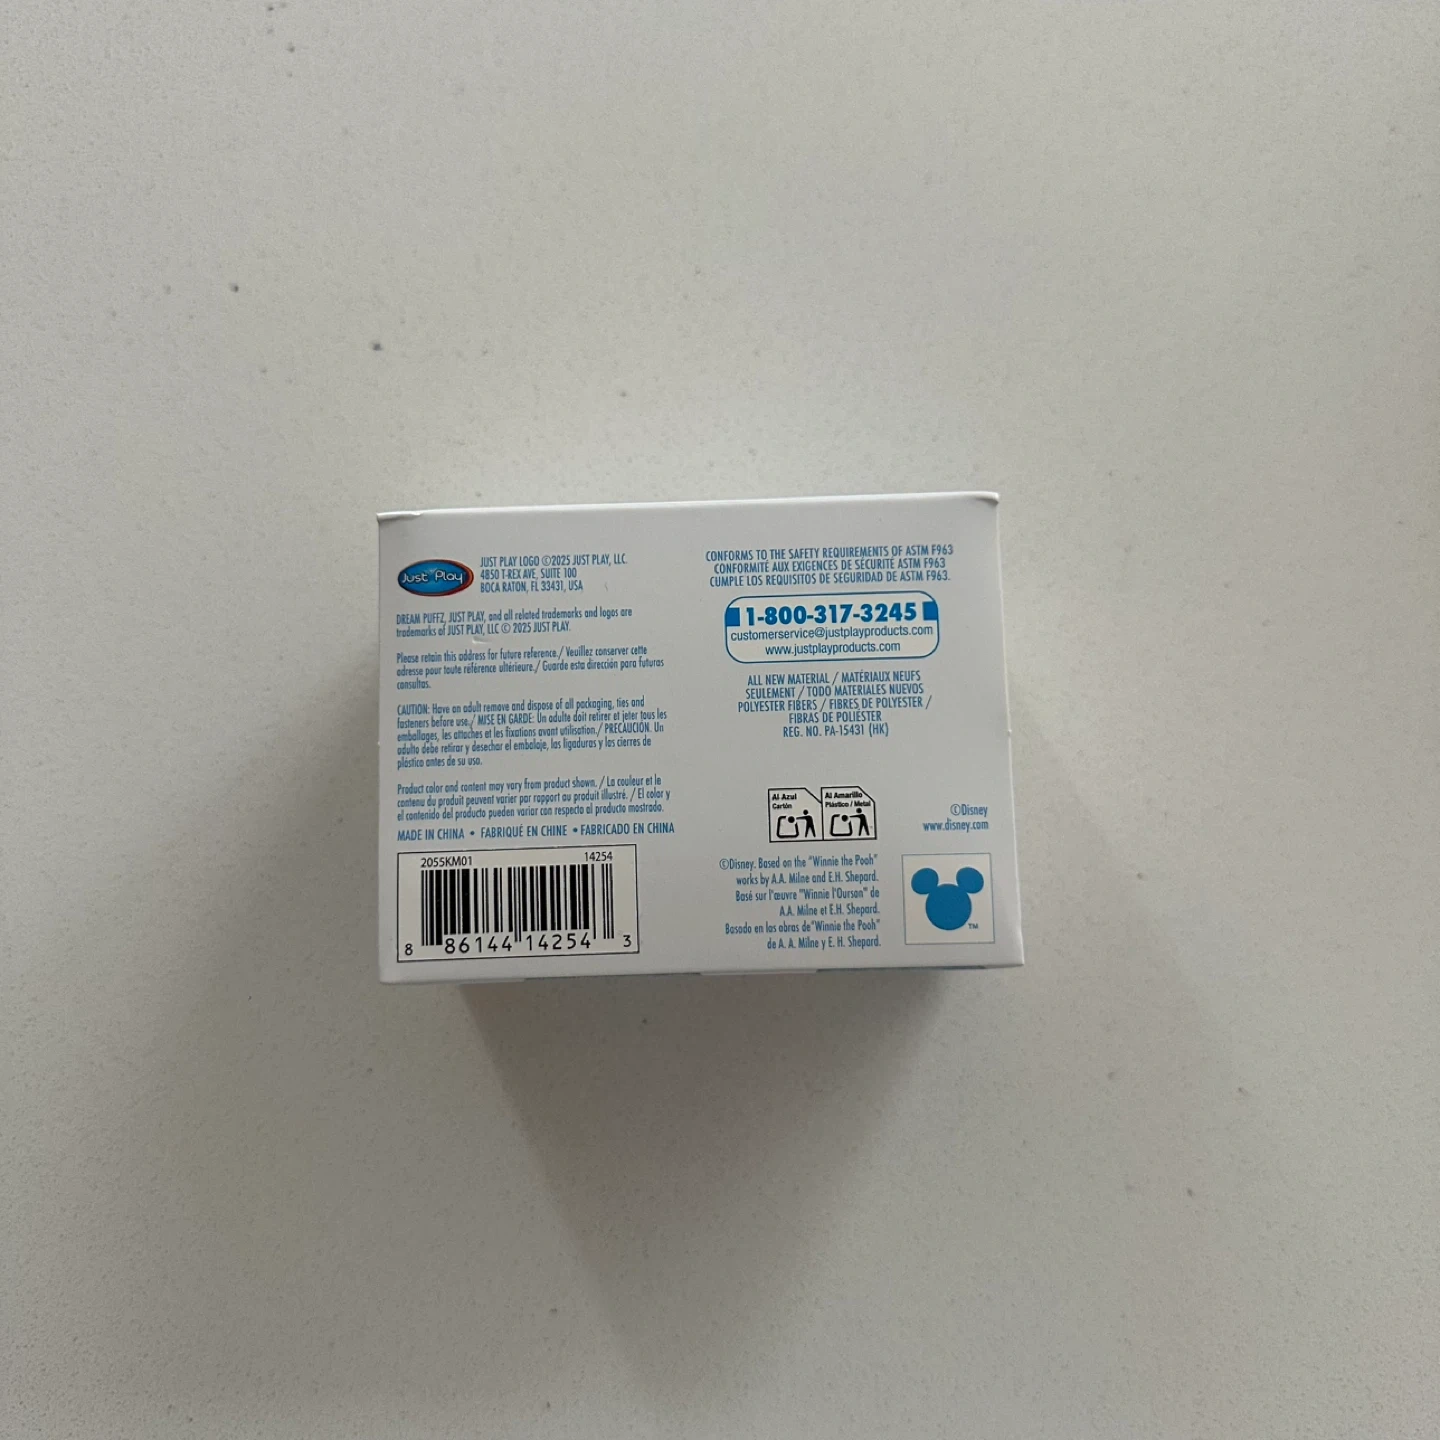 Just Play
JUST PLAY LOGO ©2025 JUST PLAY, LLC
4850 T-REX AVE, SUITE 100
BOCA RATON, FL 33431, USA
DREAM PUFFZ, JUST PLAY, and all related trademarks and logos are
trademarks of JUST PLAY, LLC © 2025 JUST PLAY.
Please retain this address for future reference./ Veuillez conserver cette
adresse pour toute référence ultérieure./ Guarde esta dirección para futuras
consultas.
CAUTION: Have an adult remove and dispose of all packaging, ties and
fasteners before use./ MISE EN GARDE: Un adulte doit retirer et jeter tous les
emballages, les attaches et les fixations avant utilisation./ PRECAUCIÓN. Un
adulto debe retirar y desechar el embalaje, las ligaduras y los cierres de
plástico antes de su uso.
Product color and content may vary from product shown. / La couleur et le
contenu du produit peuvent varier par rapport au produit illustré. / El color y
el contenido del producto pueden variar con respecto al producto mostrado.
MADE IN CHINA • FABRIQUÉ EN CHINE • FABRICADO EN CHINA
2055KM01 14254
8 86144 14254 3
CONFORMS TO THE SAFETY REQUIREMENTS OF ASTM F963
CONFORMITÉ AUX EXIGENCES DE SÉCURITÉ ASTM F963
CUMPLE LOS REQUISITOS DE SEGURIDAD DE ASTM F963.
1-800-317-3245
customerservice@justplayproducts.com
www.justplayproducts.com
ALL NEW MATERIAL / MATÉRIAUX NEUFS
SEULEMENT / TODO MATERIALES NUEVOS
POLYESTER FIBERS / FIBRES DE POLYESTER /
FIBRAS DE POLIÉSTER
REG. NO. PA-15431 (HK)
Al Azul
Cartón
Al Amarillo
Plástico / Metal
©Disney
www.disney.com
©Disney. Based on the "Winnie the Pooh"
works by A.A. Milne and E.H. Shepard.
Basé sur l'œuvre "Winnie l'Ourson" de
A.A. Milne et E.H. Shepard.
Basado en las obras de"Winnie the Pooh"
de A. A. Milne y E. H. Shepard.
TM